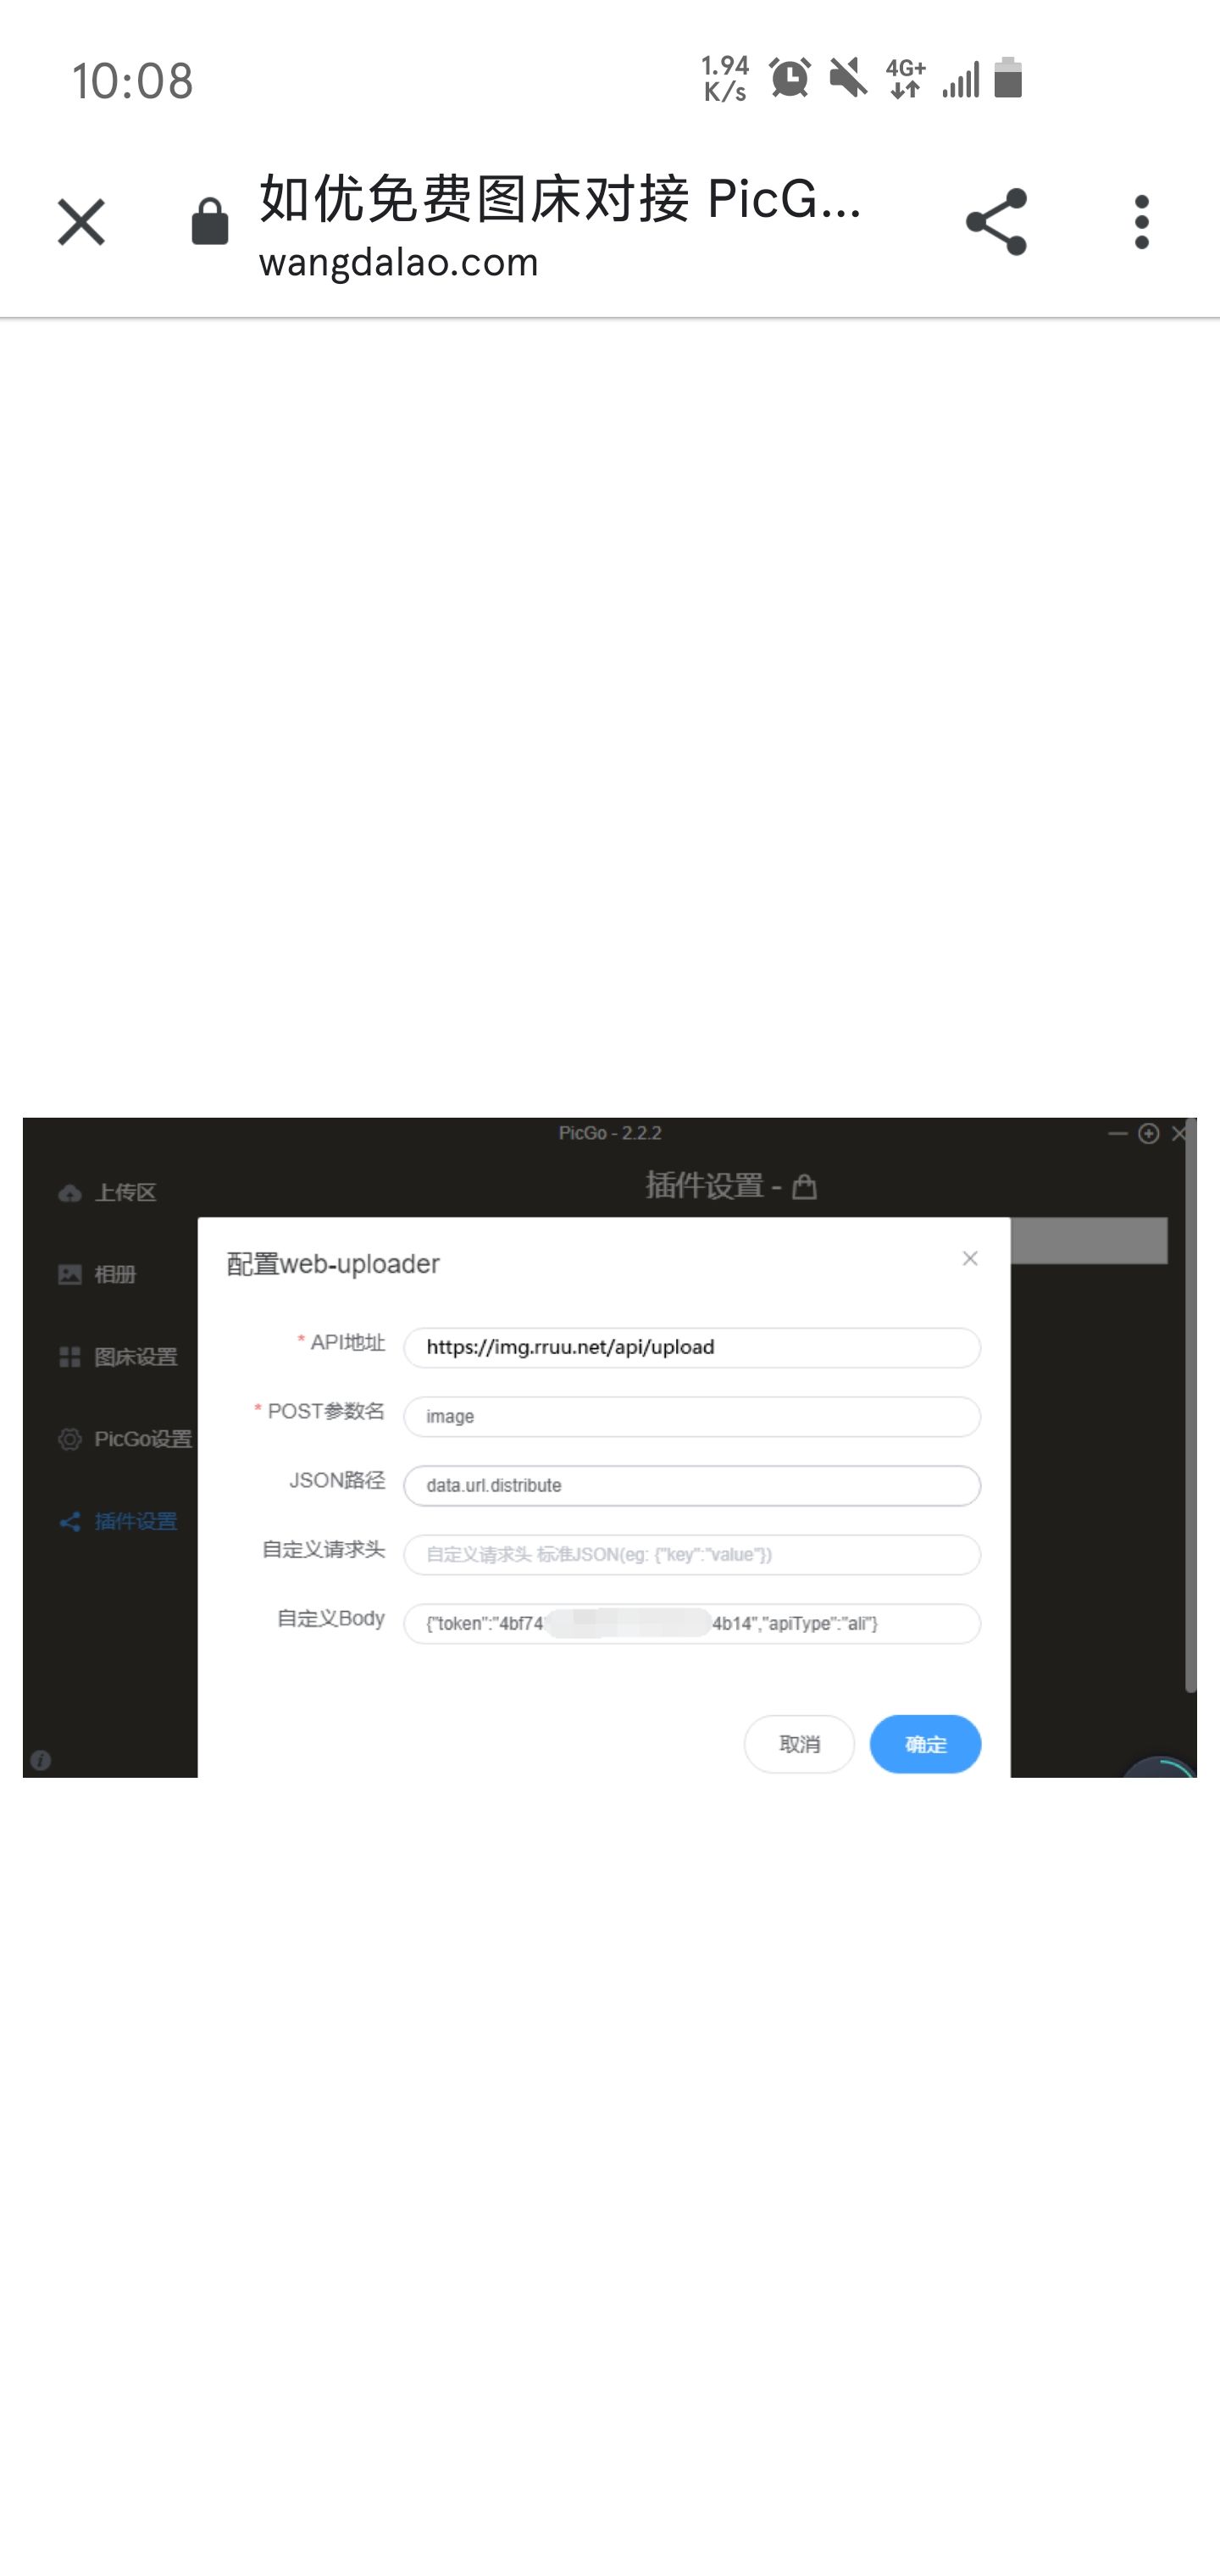 10:08
1.94
K/s
4G+
如优免费图床对接 PicG...
wangdalao.com
PicGo - 2.2.2
插件设置 -
上传区
相册
图床设置
PicGo设置
插件设置
配置web-uploader
* API地址 https://img.rruu.net/api/upload
* POST参数名 image
JSON路径 data.url.distribute
自定义请求头 自定义请求头 标准JSON(eg: {"key":"value"})
自定义Body {"token":"4bf74 4b14","apiType":"ali"}
取消 确定